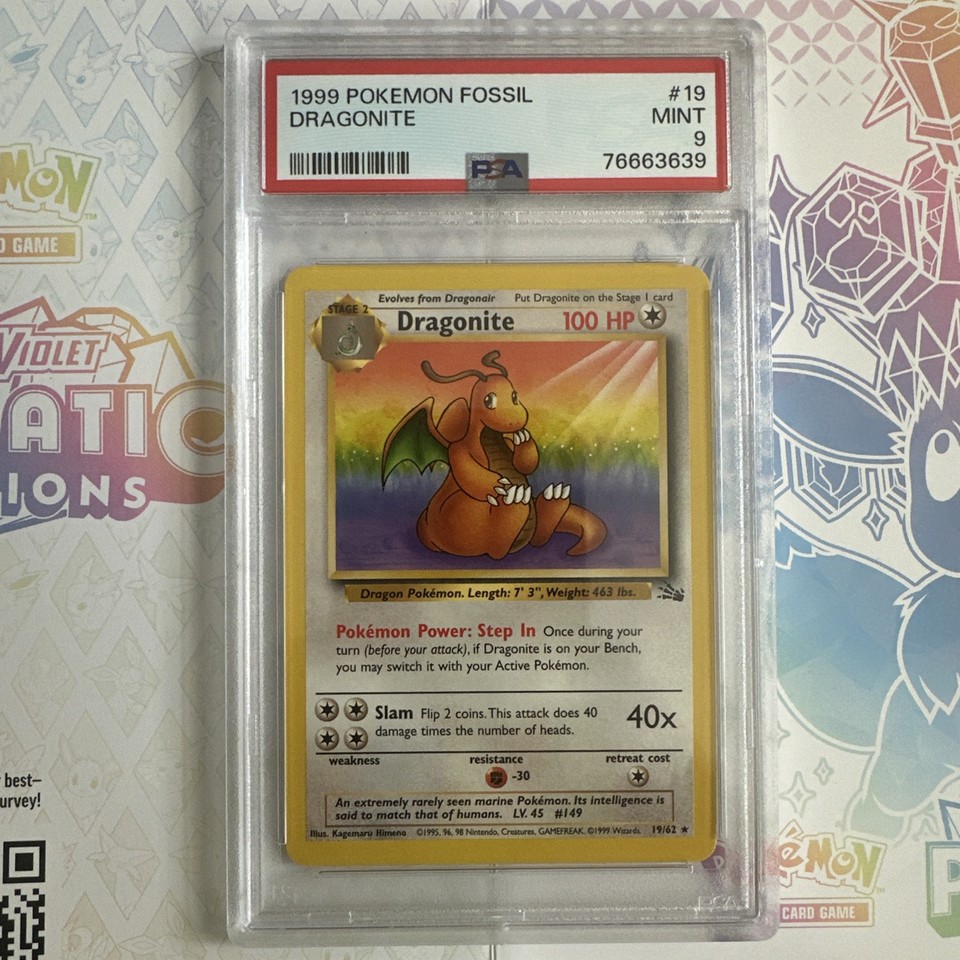 1999 POKEMON FOSSIL #19
DRAGONITE MINT
9
PSA 76663639
STAGE 2 Evolves from Dragonair Put Dragonite on the Stage 1 card
Dragonite 100 HP
Dragon Pokémon. Length: 7' 3", Weight: 463 lbs.
Pokémon Power: Step In Once during your
turn (before your attack), if Dragonite is on your Bench,
you may switch it with your Active Pokémon.
Slam Flip 2 coins. This attack does 40
damage times the number of heads.
40x
weakness resistance retreat cost
-30
An extremely rarely seen marine Pokémon. Its intelligence is
said to match that of humans. LV. 45 #149
Illus. Kagemaru Himeno ©1995, 96, 98 Nintendo, Creatures, GAMEFREAK. ©1999 Wizards. 19/62 ★
MON
GAME
VIOLET
ATIC
IONS
best–
urvey!
POKéMON
CARD GAME
P